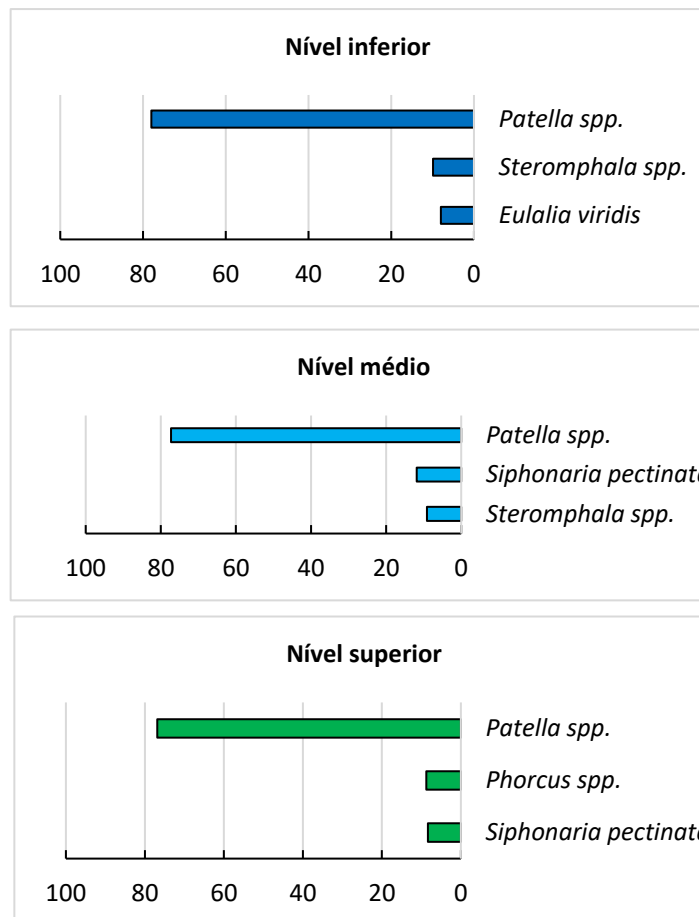 Nível inferior
Patella spp.
Steromphala spp.
Eulalia viridis
100 80 60 40 20 0
Nível médio
Patella spp.
Siphonaria pectinat
Steromphala spp.
100 80 60 40 20 0
Nível superior
Patella spp.
Phorcus spp.
Siphonaria pectinat
100 80 60 40 20 0